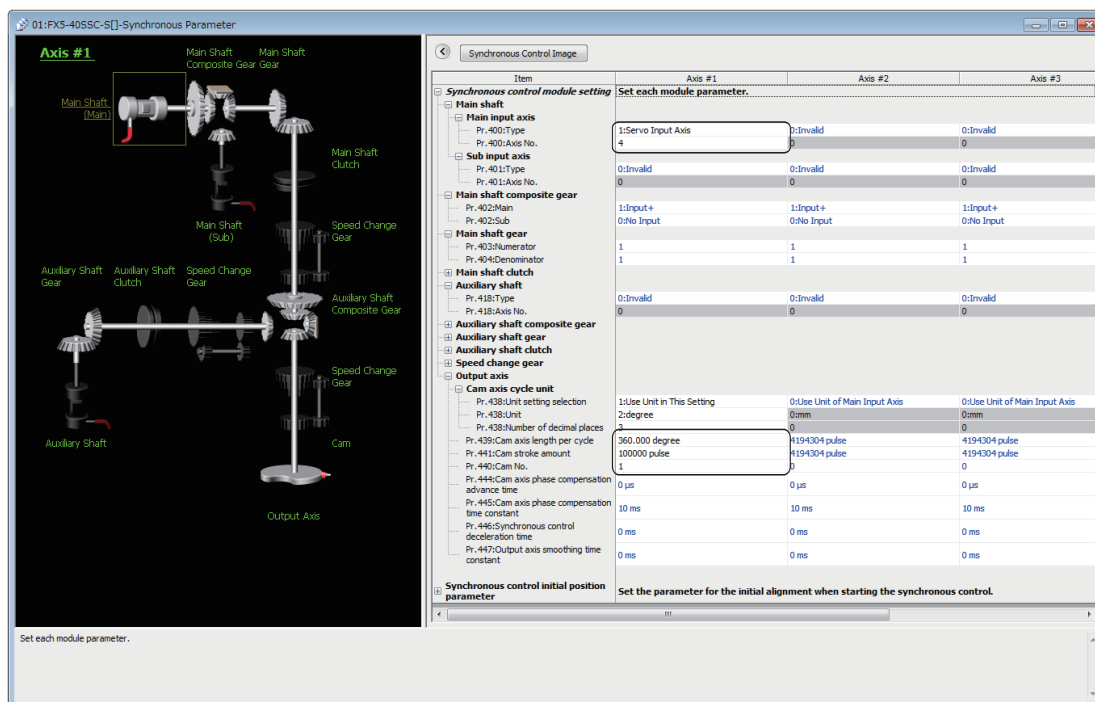 01:FX5-40SSC-S[]-Synchronous Parameter
Axis #1
Main Shaft
Composite Gear
Main Shaft
Gear
Main Shaft
(Main)
Main Shaft
Clutch
Main Shaft
(Sub)
Speed Change
Gear
Auxiliary Shaft
Gear
Auxiliary Shaft
Clutch
Speed Change
Gear
Auxiliary Shaft
Composite Gear
Speed Change
Gear
Auxiliary Shaft
Cam
Output Axis
Synchronous Control Image
Item Axis #1 Axis #2 Axis #3
Synchronous control module setting Set each module parameter.
Main shaft
Main input axis
Pr.400:Type 1:Servo Input Axis 0:Invalid 0:Invalid
Pr.400:Axis No. 4 0 0
Sub input axis
Pr.401:Type 0:Invalid 0:Invalid 0:Invalid
Pr.401:Axis No. 0 0 0
Main shaft composite gear
Pr.402:Main 1:Input+ 1:Input+ 1:Input+
Pr.402:Sub 0:No Input 0:No Input 0:No Input
Main shaft gear
Pr.403:Numerator 1 1 1
Pr.404:Denominator 1 1 1
Main shaft clutch
Auxiliary shaft
Pr.418:Type 0:Invalid 0:Invalid 0:Invalid
Pr.418:Axis No. 0 0 0
Auxiliary shaft composite gear
Auxiliary shaft gear
Auxiliary shaft clutch
Speed change gear
Output axis
Cam axis cycle unit
Pr.438:Unit setting selection 1:Use Unit in This Setting 0:Use Unit of Main Input Axis 0:Use Unit of Main Input Axis
Pr.438:Unit 2:degree 0:mm 0:mm
Pr.438:Number of decimal places 3 0 0
Pr.439:Cam axis length per cycle 360.000 degree 4194304 pulse 4194304 pulse
Pr.441:Cam stroke amount 100000 pulse 4194304 pulse 4194304 pulse
Pr.440:Cam No. 1 0 0
Pr.444:Cam axis phase compensation
advance time 0 µs 0 µs 0 µs
Pr.445:Cam axis phase compensation
time constant 10 ms 10 ms 10 ms
Pr.446:Synchronous control
deceleration time 0 ms 0 ms 0 ms
Pr.447:Output axis smoothing time
constant 0 ms 0 ms 0 ms
Synchronous control initial position
parameter Set the parameter for the initial alignment when starting the synchronous control.
Set each module parameter.